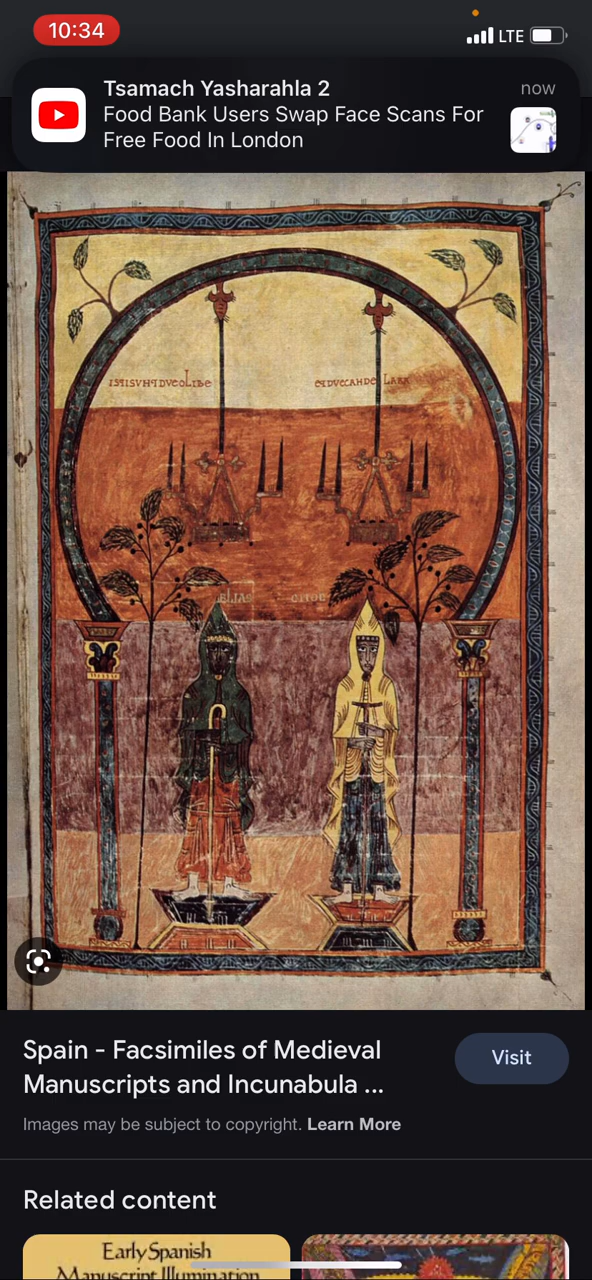 10:34
LTE
Tsamach Yasharahla 2
now
Food Bank Users Swap Face Scans For
Free Food In London
ELIAS
Spain - Facsimiles of Medieval
Manuscripts and Incunabula ...
Visit
Images may be subject to copyright. Learn More
Related content
Early Spanish
Manuscript Illumination